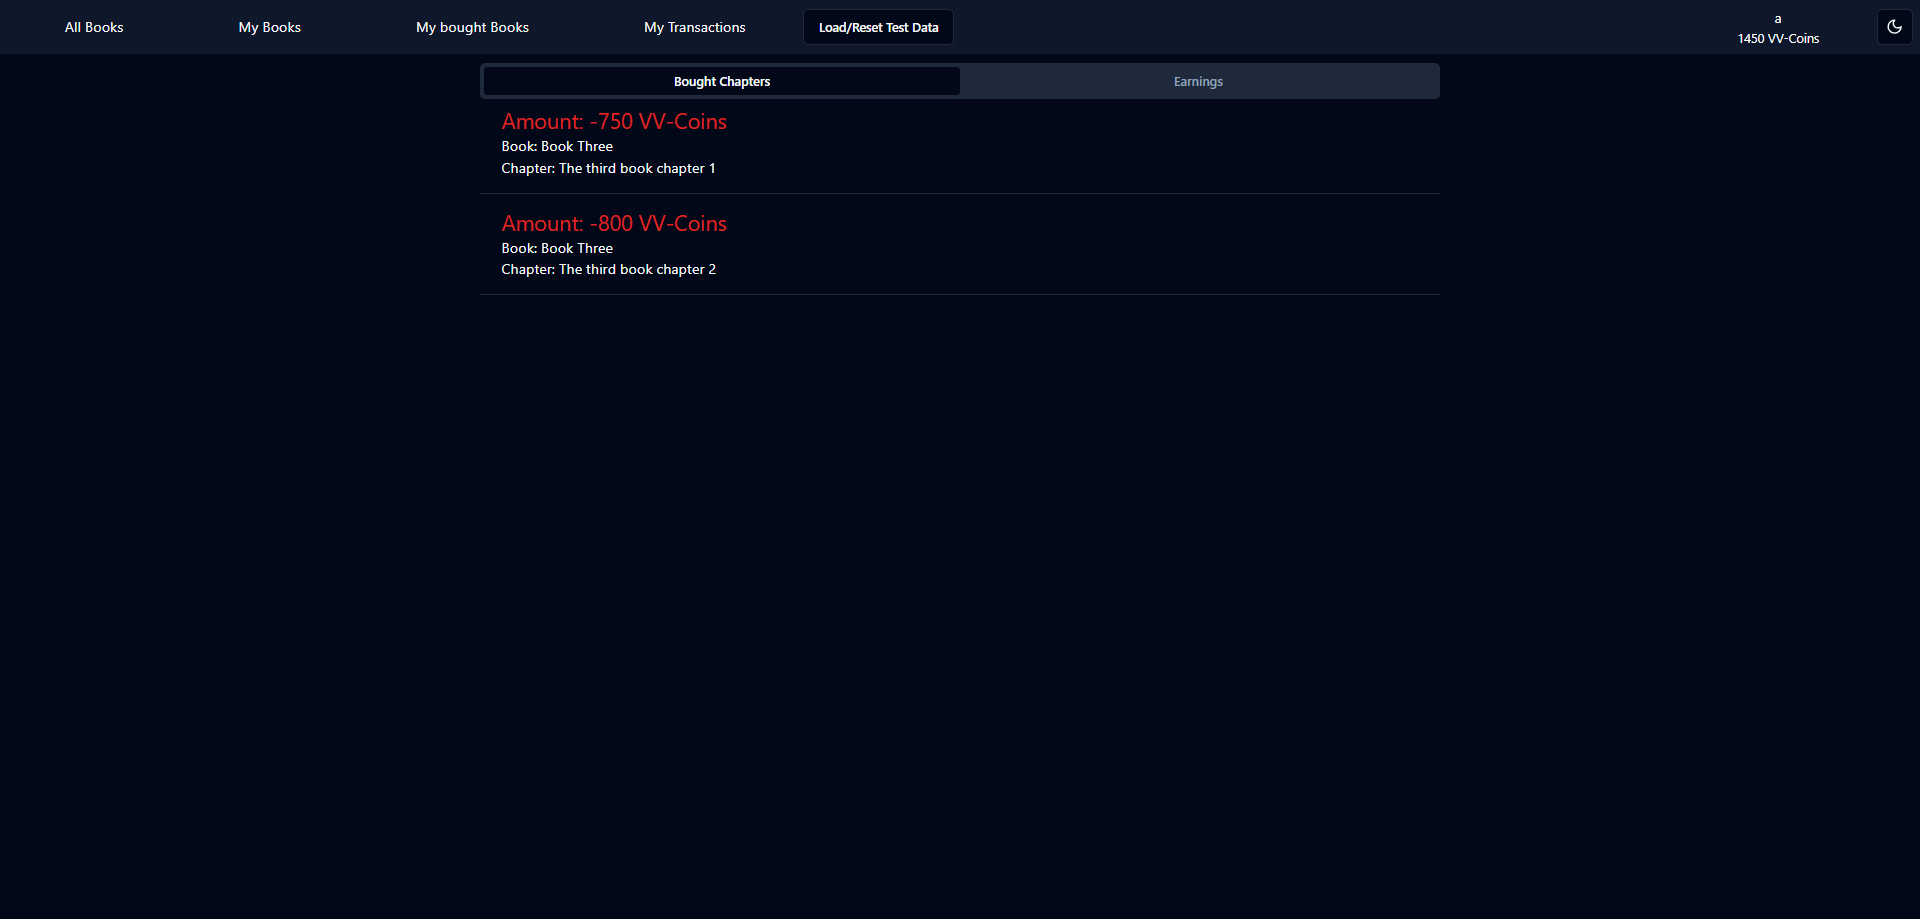 All Books
My Books
My bought Books
My Transactions
Load/Reset Test Data
a
1450 VV-Coins
Bought Chapters
Earnings
Amount: -750 VV-Coins
Book: Book Three
Chapter: The third book chapter 1
Amount: -800 VV-Coins
Book: Book Three
Chapter: The third book chapter 2